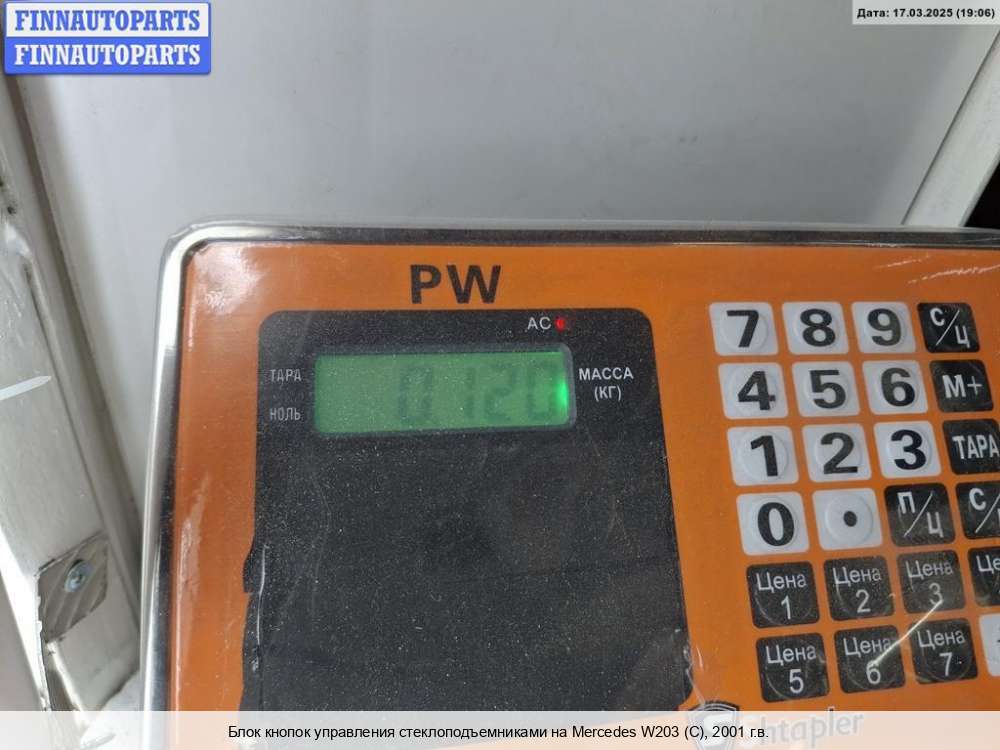 FINNAUTOPARTS
FINNAUTOPARTS
Дата: 17.03.2025 (19:06)
PW
AC
ТАРА
НОЛЬ
0120
МАССА
(КГ)
7 8 9 С/Ц
4 5 6 М+
1 2 3 ТАРА
0 • П/Ц
Цена 1 Цена 2 Цена 3
Цена 5 Цена 6 Цена 7
Shtapler
Блок кнопок управления стеклоподъемниками на Mercedes W203 (C), 2001 г.в.